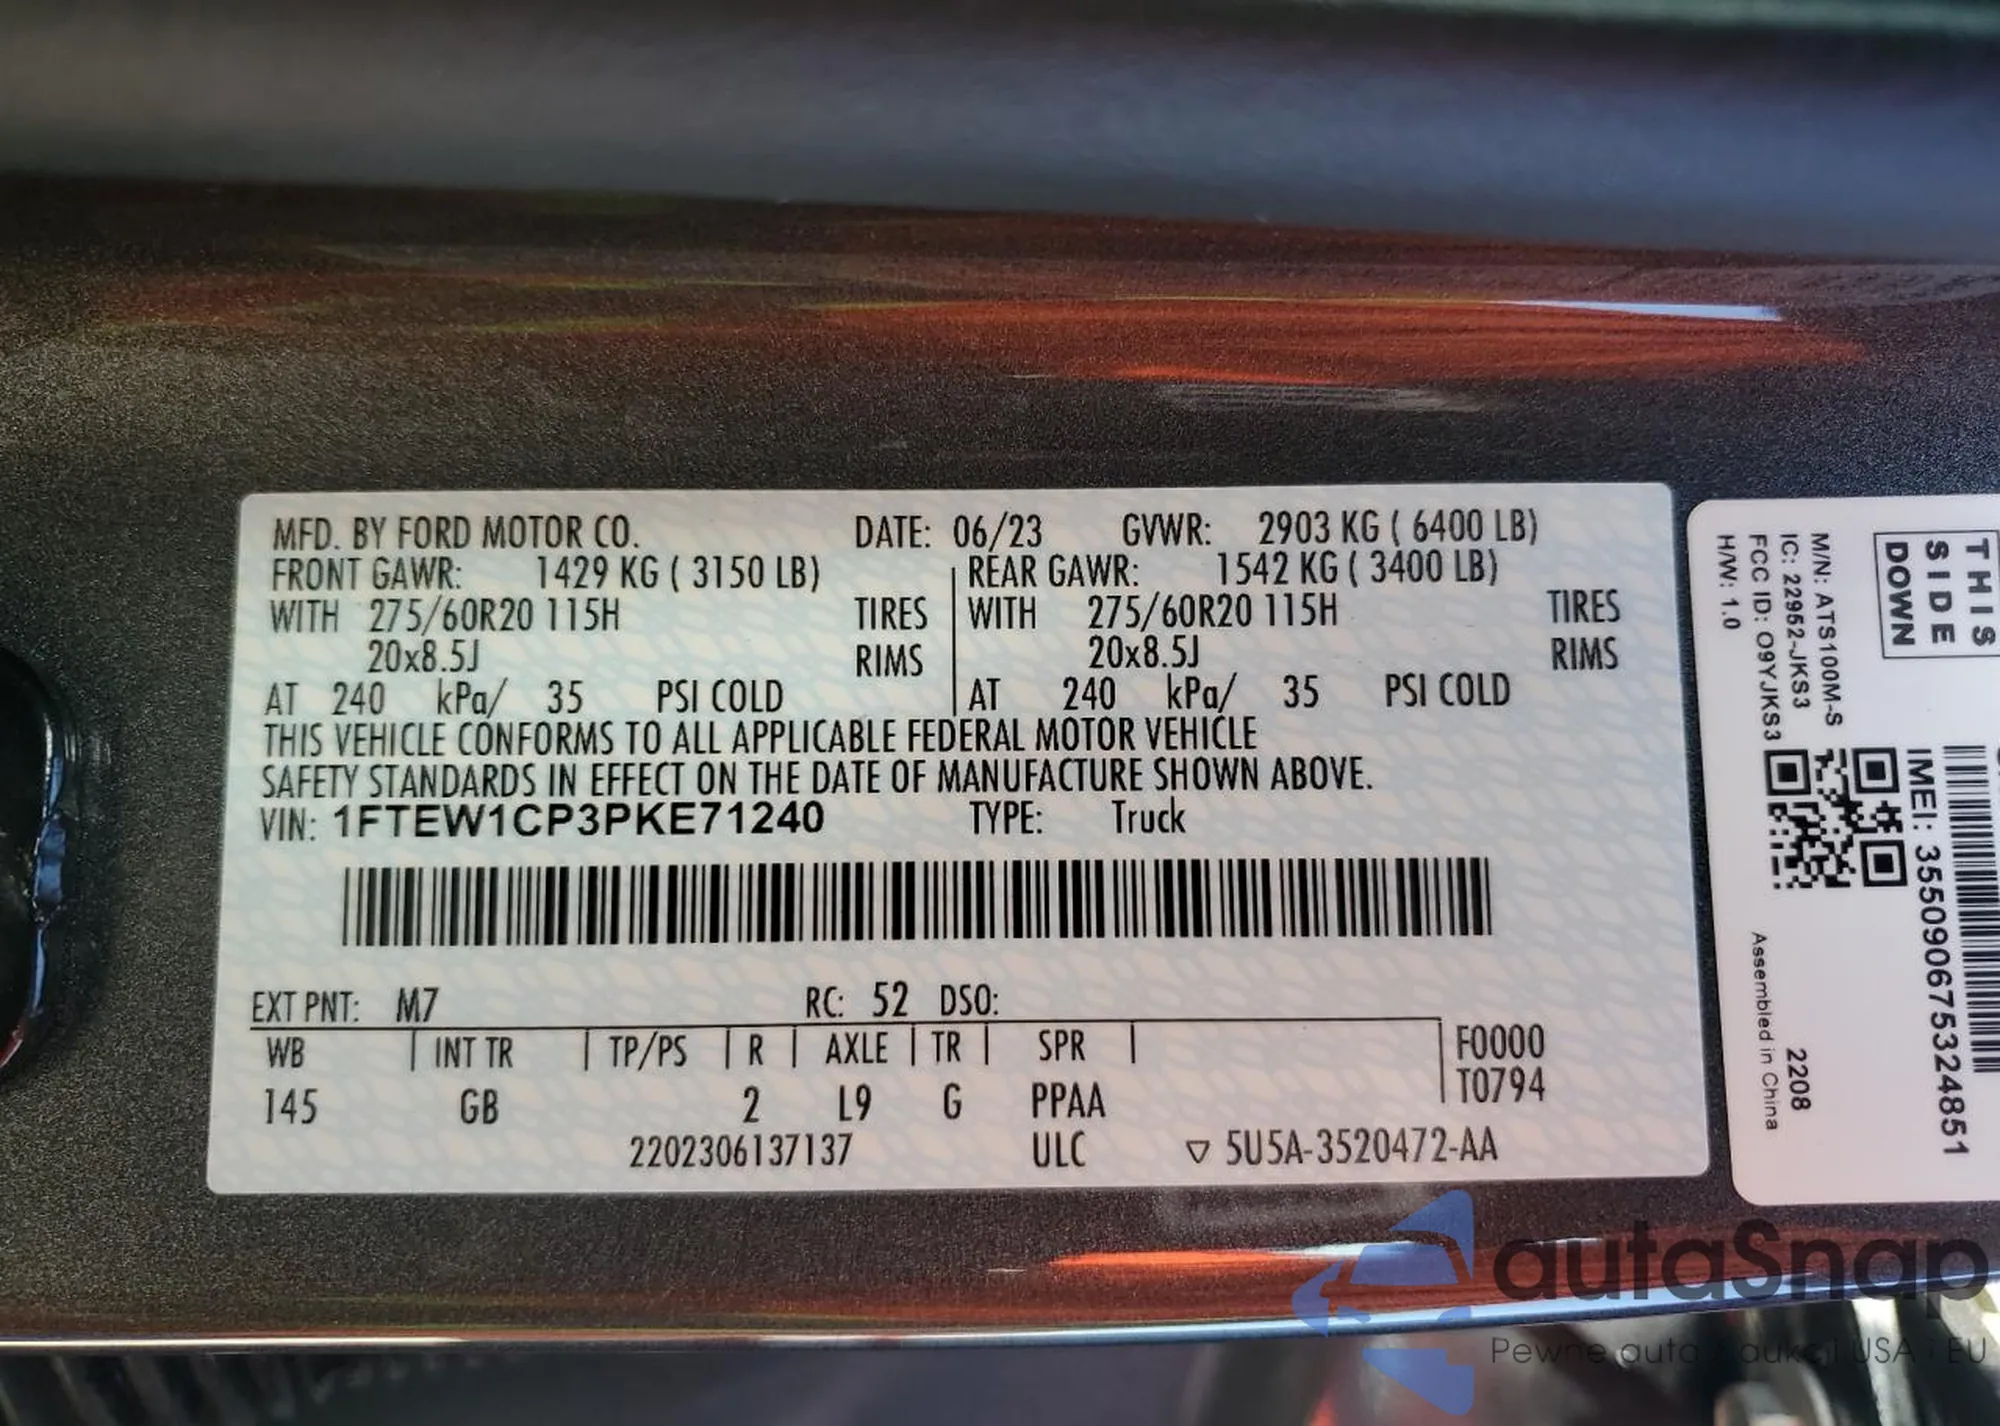 MFD. BY FORD MOTOR CO. DATE: 06/23 GVWR: 2903 KG ( 6400 LB)
FRONT GAWR: 1429 KG ( 3150 LB) REAR GAWR: 1542 KG ( 3400 LB)
WITH 275/60R20 115H TIRES WITH 275/60R20 115H TIRES
20x8.5J RIMS 20x8.5J RIMS
AT 240 kPa/ 35 PSI COLD AT 240 kPa/ 35 PSI COLD
THIS VEHICLE CONFORMS TO ALL APPLICABLE FEDERAL MOTOR VEHICLE
SAFETY STANDARDS IN EFFECT ON THE DATE OF MANUFACTURE SHOWN ABOVE.
VIN: 1FTEW1CP3PKE71240 TYPE: Truck
EXT PNT: M7 RC: 52 DSO:
WB INT TR TP/PS R AXLE TR SPR F0000
145 GB 2 L9 G PPAA T0794
2202306137137 ULC ▽ 5U5A-3520472-AA
THIS
SIDE
DOWN
M/N: ATS100M-S
IC: 22952-JKS3
FCC ID: O9YJKS3
H/W: 1.0
IMEI: 355090675324851
2208
Assembled in China
autaSnap
Pewne auta z aukcji USA i EU